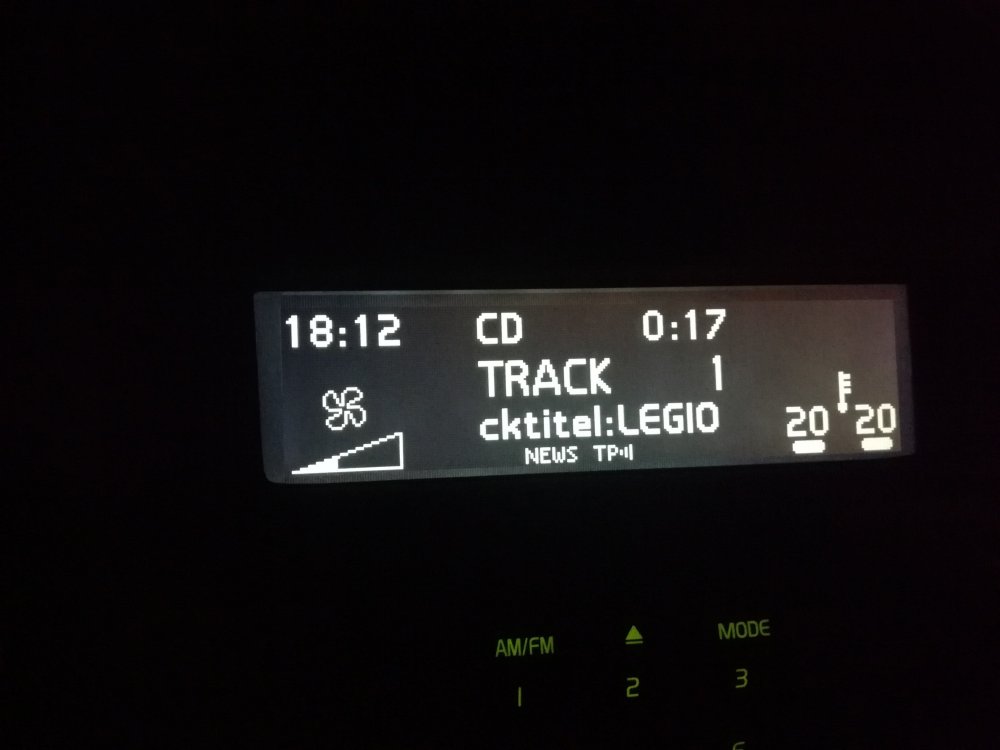 18:12 CD 0:17
TRACK 1
cktitel:LEGIO
20 20
NEWS TP
AM/FM MODE
1 2 3